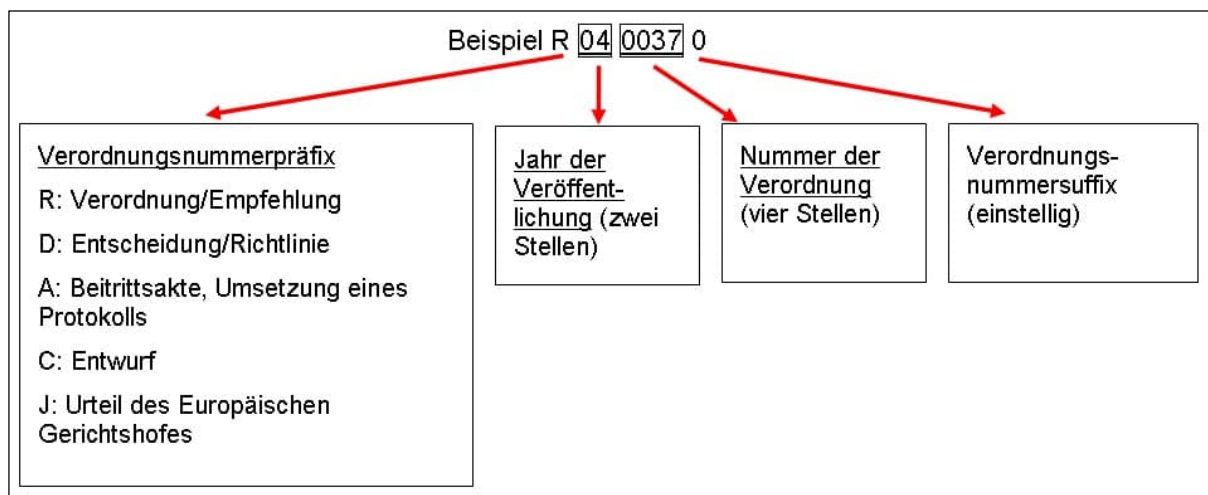 Beispiel R 04 0037 0
Verordnungsnummerpräfix
R: Verordnung/Empfehlung
D: Entscheidung/Richtlinie
A: Beitrittsakte, Umsetzung eines
Protokolls
C: Entwurf
J: Urteil des Europäischen
Gerichtshofes
Jahr der
Veröffent-
lichung (zwei
Stellen)
Nummer der
Verordnung
(vier Stellen)
Verordnungs-
nummersuffix
(einstellig)